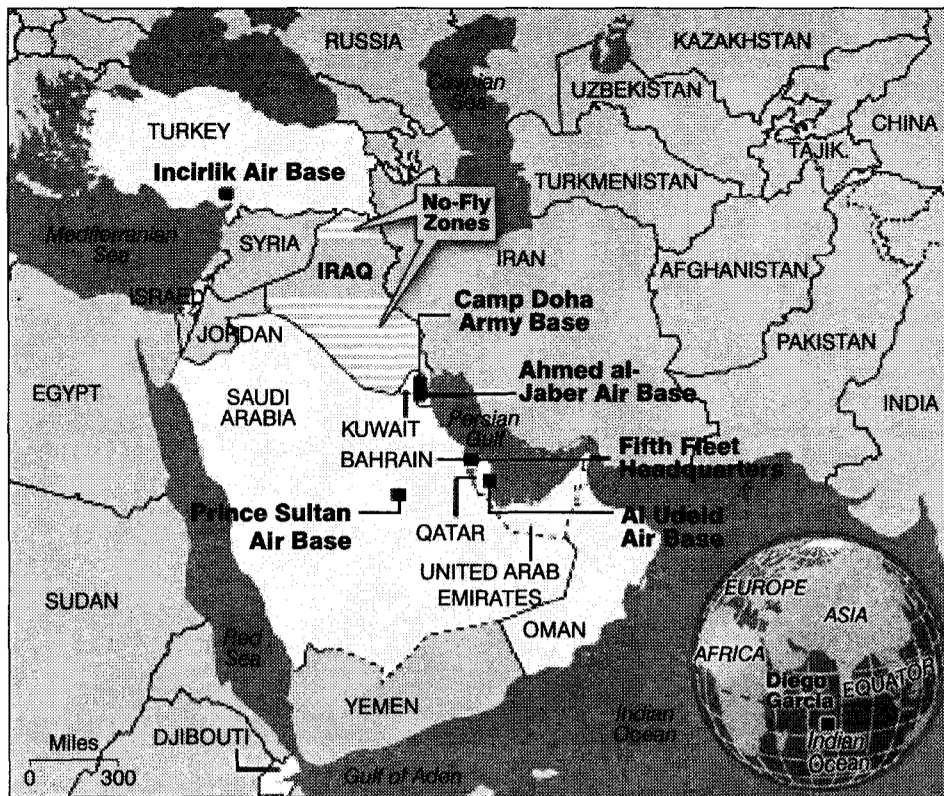 RUSSIA
KAZAKHSTAN
Caspian
Sea
UZBEKISTAN
CHINA
TURKEY
TAJIK.
Incirlik Air Base
TURKMENISTAN
No-Fly
Zones
Mediterranean
Sea
SYRIA
IRAQ
IRAN
AFGHANISTAN
ISRAEL
Camp Doha
Army Base
JORDAN
PAKISTAN
EGYPT
SAUDI
ARABIA
Ahmed al-
Jaber Air Base
INDIA
KUWAIT
Persian
Gulf
BAHRAIN
Fifth Fleet
Headquarters
Prince Sultan
Air Base
QATAR
Al Udeid
Air Base
UNITED ARAB
EMIRATES
SUDAN
OMAN
Red
Sea
YEMEN
Indian
Ocean
DJIBOUTI
Gulf of Aden
Miles
0 300
EUROPE
ASIA
AFRICA
Diego
Garcia
EQUATOR
Indian
Ocean